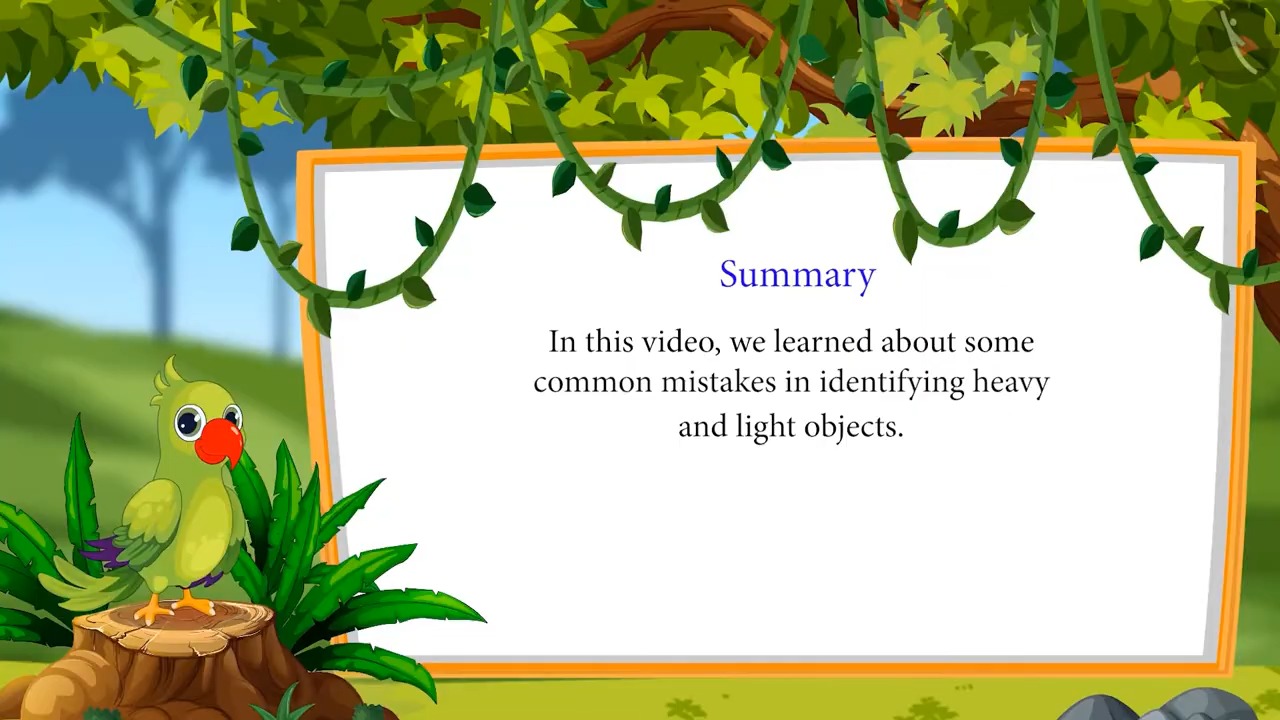 Summary
In this video, we learned about some
common mistakes in identifying heavy
and light objects.